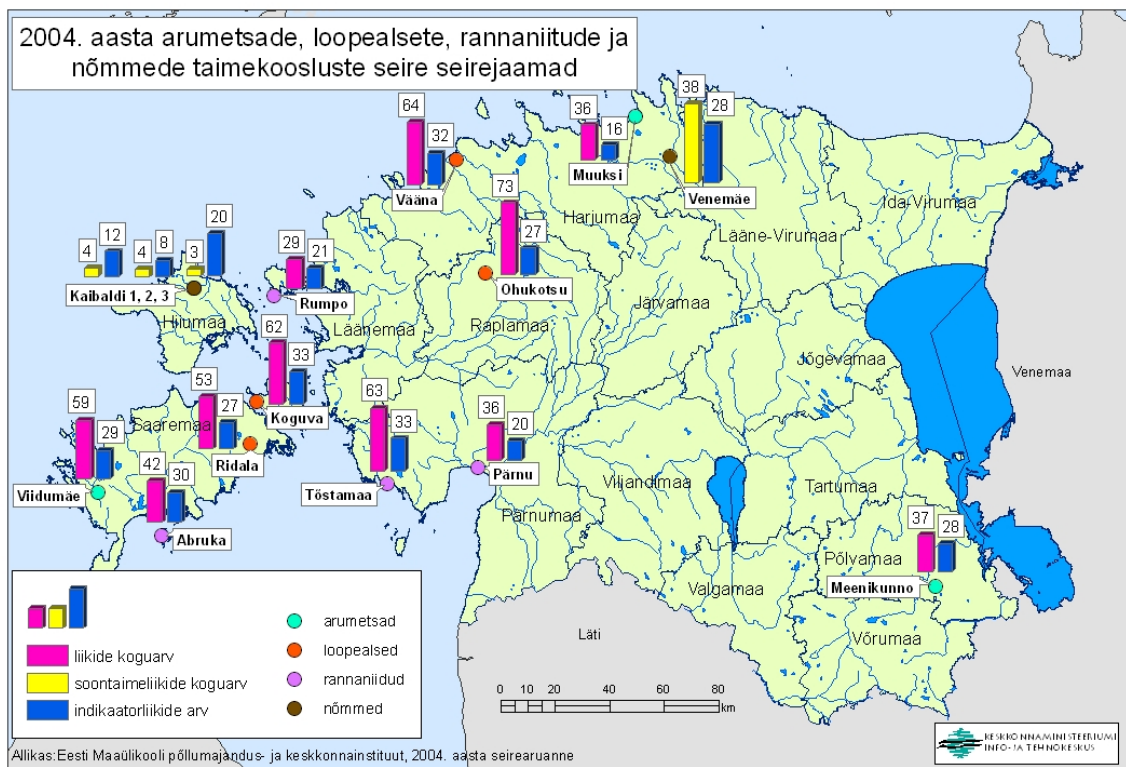 2004. aasta arumetsade, loopealsete, rannaniitude ja
nõmmede taimekoosluste seire seirejaamad
38
64
36
28
32
16
Muuksi
Vääna
Venemäe
73
Harjumaa
Ida-Virumaa
20
Lääne-Virumaa
12
4
4
8
3
29
21
27
Kaibaldi 1, 2, 3
Rumpo
Ohukotsu
Hiiumaa
Läänemaa
Raplamaa
Järvamaa
62
33
Jõgevamaa
Venemaa
53
27
63
59
Saaremaa
Koguva
33
36
29
20
Ridala
42
30
Pärnu
Viidumäe
Tõstamaa
Viljandimaa
Tartumaa
Pärnumaa
Abruka
37
28
Põlvamaa
Valgamaa
Meenikunno
Võrumaa
Läti
arumetsad
liikide koguarv
loopealsed
soontaimeliikide koguarv
rannaniidud
indikaatorliikide arv
nõmmed
0 10 20 40 60 80
km
KESKKONNAMINISTEERIUMI
INFO- JA TEHNOKESKUS
Allikas:Eesti Maaülikooli põllumajandus- ja keskkonnainstituut, 2004. aasta seirearuanne